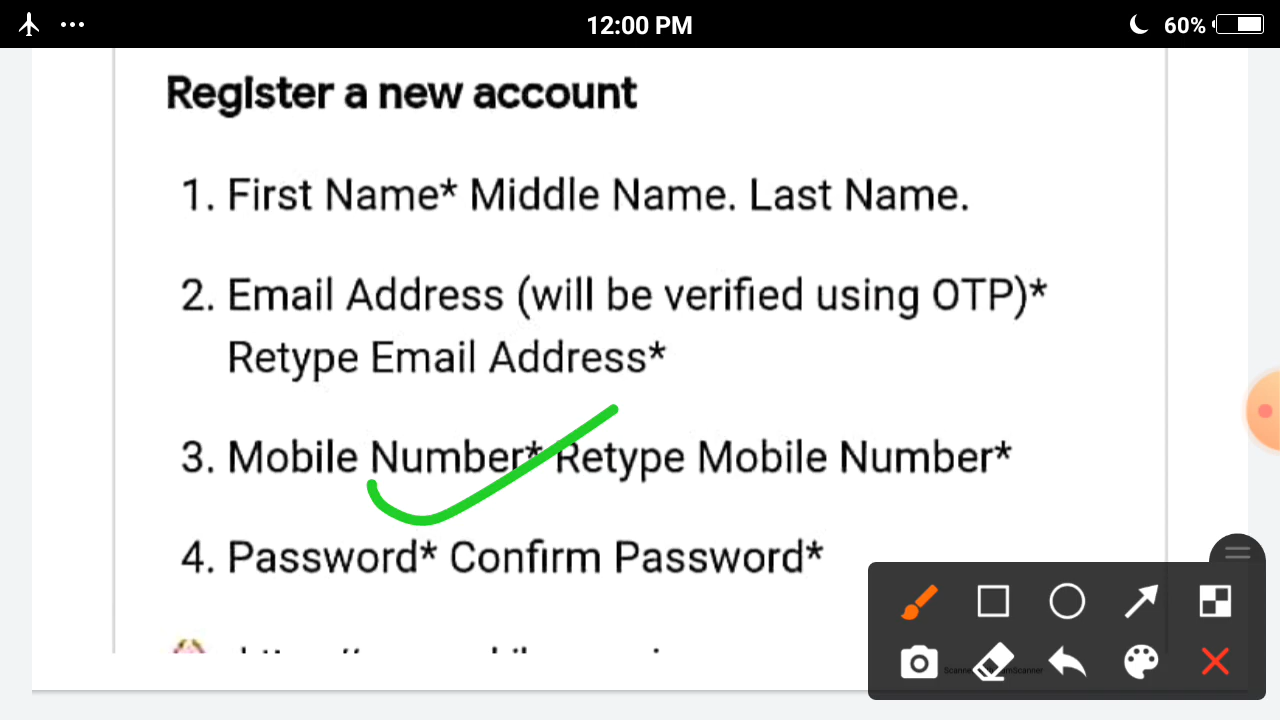 12:00 PM
60%
Register a new account
1. First Name* Middle Name. Last Name.
2. Email Address (will be verified using OTP)*
Retype Email Address*
3. Mobile Number* Retype Mobile Number*
4. Password* Confirm Password*